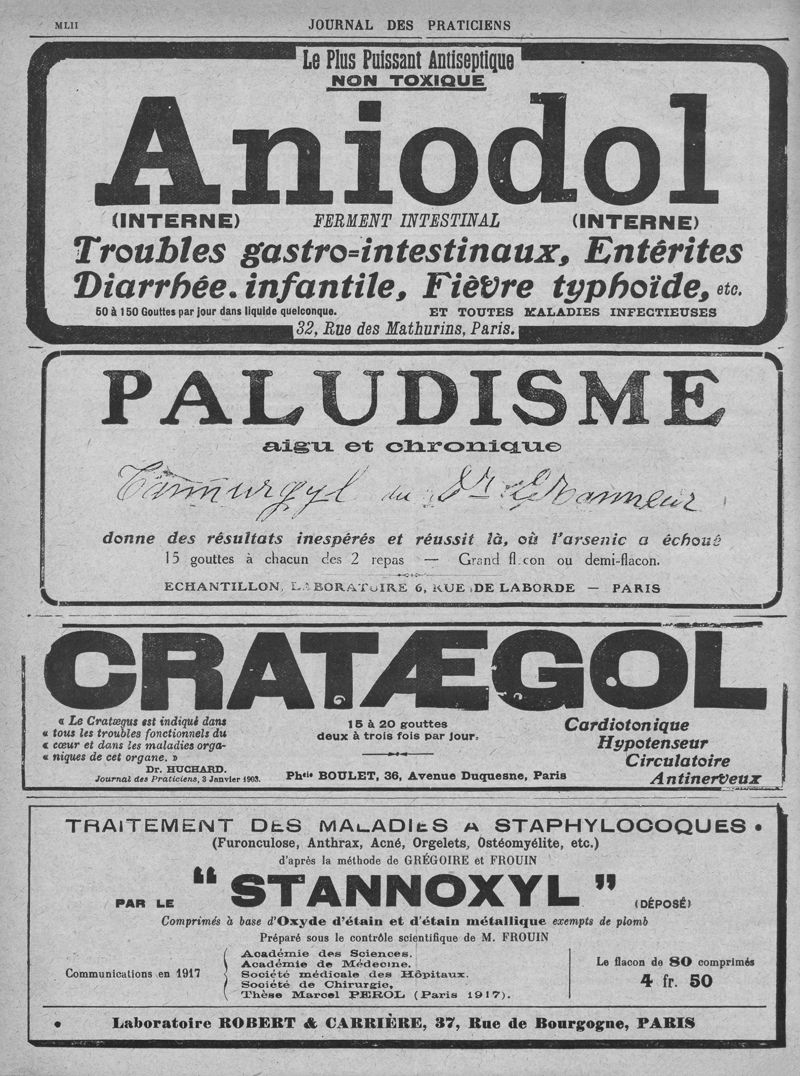 MLII
JOURNAL DES PRATICIENS
Le Plus Puissant Antiseptique
NON TOXIQUE
Aniodol
(INTERNE) FERMENT INTESTINAL (INTERNE)
Troubles gastro=intestinaux, Entérites
Diarrhée. infantile, Fièvre typhoïde, etc.
50 à 150 Gouttes par jour dans liquide quelconque. ET TOUTES MALADIES INFECTIEUSES
32, Rue des Mathurins, Paris.
PALUDISME
aigu et chronique
du Dr
donne des résultats inespérés et réussit là, où l'arsenic a échoué
15 gouttes à chacun des 2 repas — Grand fl con ou demi-flacon.
ECHANTILLON, LABORATOIRE 6, RUE DE LABORDE — PARIS
CRATÆGOL
« Le Cratægus est indiqué dans
« tous les troubles fonctionnels du
« cœur et dans les maladies orga-
« niques de cet organe. »
Dr. HUCHARD.
Journal des Praticiens, 3 Janvier 1903.
15 à 20 gouttes
deux à trois fois par jour.
Phcie BOULET, 36, Avenue Duquesne, Paris
Cardiotonique
Hypotenseur
Circulatoire
Antinerveux
TRAITEMENT DES MALADIES A STAPHYLOCOQUES
(Furonculose, Anthrax, Acné, Orgelets, Ostéomyélite, etc.)
d'après la méthode de GRÉGOIRE et FROUIN
PAR LE “ STANNOXYL ” (DÉPOSÉ)
Comprimés à base d'Oxyde d'étain et d'étain métallique exempts de plomb
Préparé sous le contrôle scientifique de M. FROUIN
Communications en 1917
Académie des Sciences.
Académie de Médecine.
Société médicale des Hôpitaux.
Société de Chirurgie,
Thèse Marcel PEROL (Paris 1917).
Le flacon de 80 comprimés
4 fr. 50
Laboratoire ROBERT & CARRIÈRE, 37, Rue de Bourgogne, PARIS